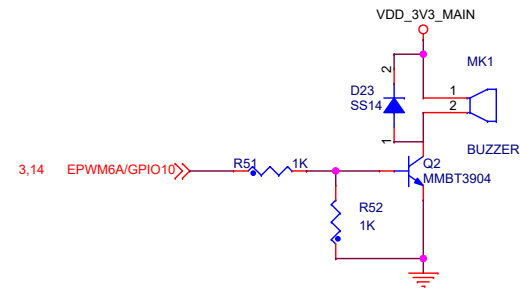 VDD_3V3_MAIN
MK1
2
D23
SS14
1
2
1
BUZZER
3,14 EPWM6A/GPIO10
R51 1K
Q2
MMBT3904
R52
1K